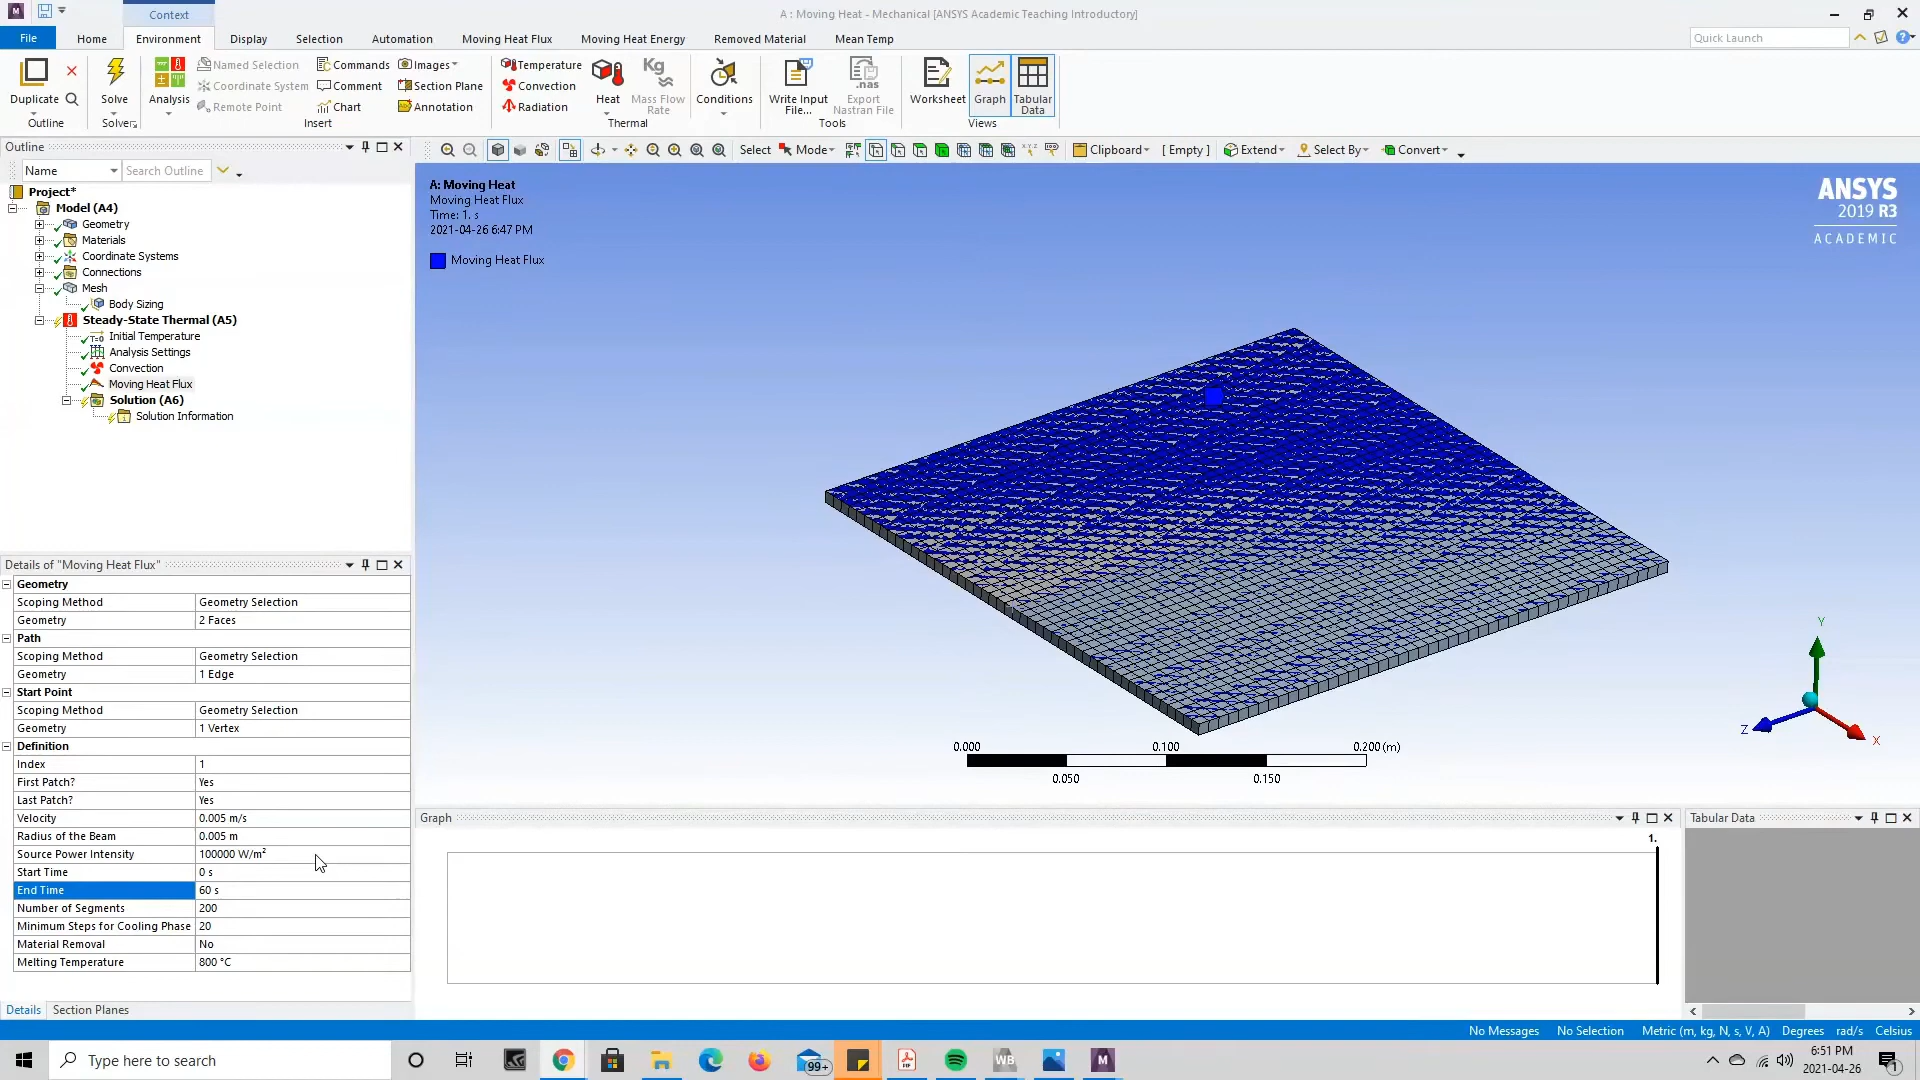 Context
A : Moving Heat - Mechanical [ANSYS Academic Teaching Introductory]
File Home Environment Display Selection Automation Moving Heat Flux Moving Heat Energy Removed Material Mean Temp Quick Launch
Duplicate
Outline
Solve
Solver
Analysis
Named Selection
Coordinate System
Remote Point
Commands
Comment
Chart
Images
Section Plane
Annotation
Insert
Temperature
Convection
Radiation
Heat
Mass Flow
Rate
Thermal
Conditions
Write Input
File...
Export
Nastran File
Tools
Worksheet
Graph
Tabular
Data
Views
Outline
Select Mode Clipboard [ Empty ] Extend Select By Convert
Name Search Outline
Project*
Model (A4)
Geometry
Materials
Coordinate Systems
Connections
Mesh
Body Sizing
Steady-State Thermal (A5)
Initial Temperature
Analysis Settings
Convection
Moving Heat Flux
Solution (A6)
Solution Information
A: Moving Heat
Moving Heat Flux
Time: 1. s
2021-04-26 6:47 PM
Moving Heat Flux
ANSYS
2019 R3
ACADEMIC
Y
Z
X
0.000 0.100 0.200 (m)
0.050 0.150
Details of "Moving Heat Flux"
Geometry
Scoping Method Geometry Selection
Geometry 2 Faces
Path
Scoping Method Geometry Selection
Geometry 1 Edge
Start Point
Scoping Method Geometry Selection
Geometry 1 Vertex
Definition
Index 1
First Patch? Yes
Last Patch? Yes
Velocity 0.005 m/s
Radius of the Beam 0.005 m
Source Power Intensity 100000 W/m²
Start Time 0 s
End Time 60 s
Number of Segments 200
Minimum Steps for Cooling Phase 20
Material Removal No
Melting Temperature 800 °C
Details Section Planes
Graph
1.
Tabular Data
No Messages No Selection Metric (m, kg, N, s, V, A) Degrees rad/s Celsius
Type here to search
99+
WB
M
6:51 PM
2021-04-26
1